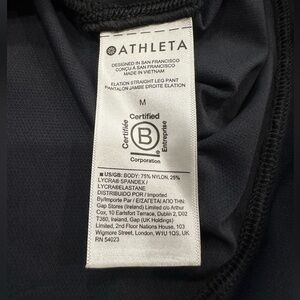 ATHLETA
DESIGNED IN SAN FRANCISCO
CONÇU A SAN FRANCISCO
MADE IN VIETNAM
ELATION STRAIGHT LEG PANT
PANTALON JAMBE DROITE ELATION
M
Certified
Certifiée
B
Entreprise
Corporation
■ US/GB: BODY: 75% NYLON, 25%
LYCRA® SPANDEX /
LYCRA®ELASTANE
DISTRIBUIDO POR / Imported
By/Importe Par / ΕΙΣΑΓΕΤΑΙ ΑΠΟ ΤΗΝ:
Gap Stores (Ireland) Limited c/o Arthur
Cox, 10 Earlsfort Terrace, Dublin 2, D02
T380, Ireland, Gap (UK Holdings)
Limited, 2nd Floor Nations House, 103
Wigmore Street, London, W1U 1QS, UK
RN 54023